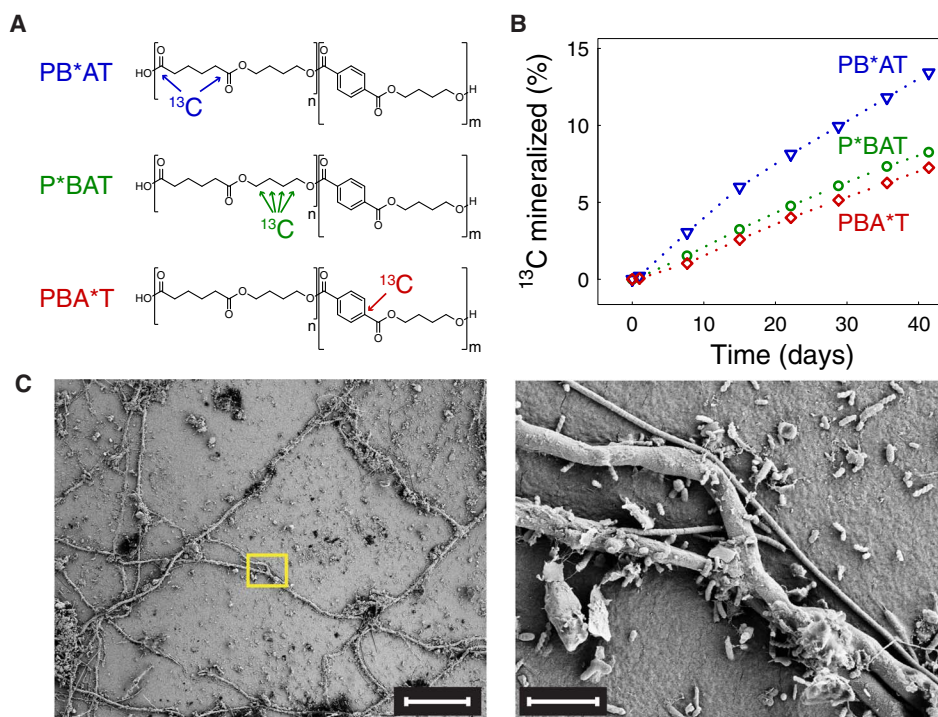 A
PB*AT
HO
O
O
O
O
n
O
O
O
O
H
m
¹³C
P*BAT
HO
O
O
O
O
n
O
O
O
O
H
m
¹³C
PBA*T
HO
O
O
O
O
n
O
O
O
O
H
m
¹³C
B
¹³C mineralized (%)
15
10
5
0
PB*AT
P*BAT
PBA*T
0
10
20
30
40
Time (days)
C